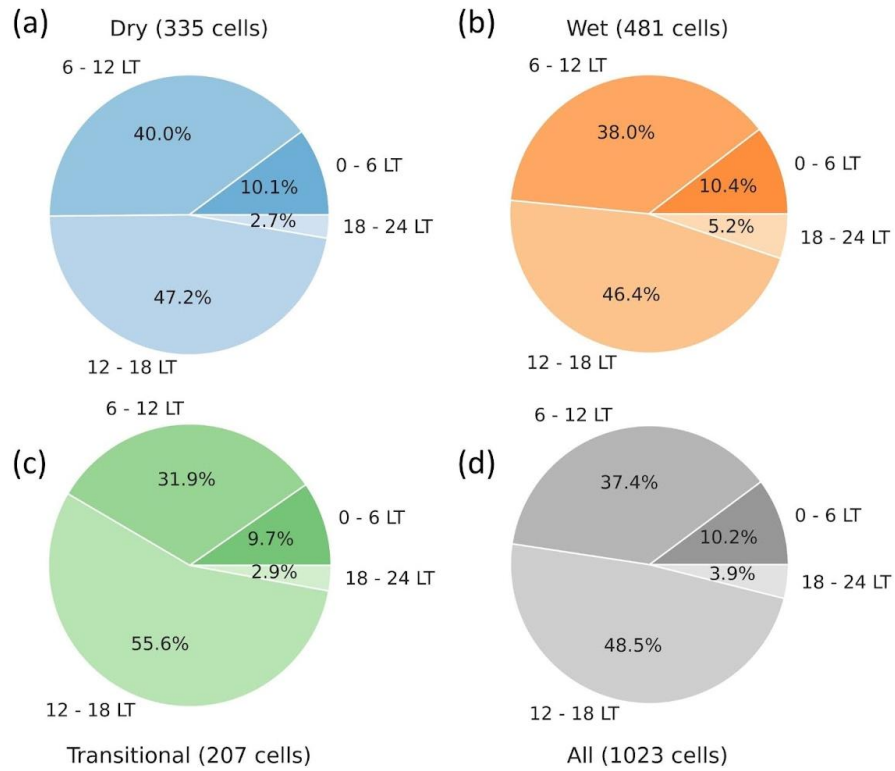 (a)
Dry (335 cells)
6 - 12 LT
40.0%
0 - 6 LT
10.1%
2.7%
18 - 24 LT
47.2%
12 - 18 LT
(b)
Wet (481 cells)
6 - 12 LT
38.0%
0 - 6 LT
10.4%
5.2%
18 - 24 LT
46.4%
12 - 18 LT
(c)
6 - 12 LT
31.9%
0 - 6 LT
9.7%
2.9%
18 - 24 LT
55.6%
12 - 18 LT
Transitional (207 cells)
(d)
6 - 12 LT
37.4%
0 - 6 LT
10.2%
3.9%
18 - 24 LT
48.5%
12 - 18 LT
All (1023 cells)